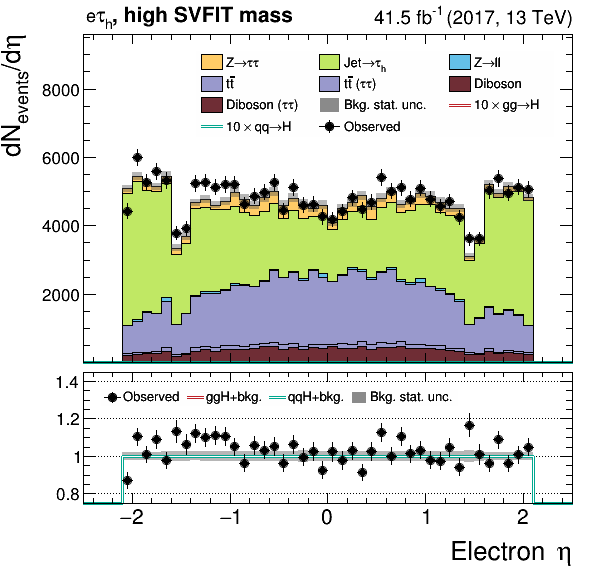 eτh, high SVFIT mass 41.5 fb⁻¹ (2017, 13 TeV)
dNevents/dη
8000
6000
4000
2000
Z→ττ Jet→τh Z→ll
tt̄ tt̄ (ττ) Diboson
Diboson (ττ) Bkg. stat. unc. 10 × gg→H
10 × qq→H Observed
1.4
1.2
1.0
0.8
Observed ggH+bkg. qqH+bkg. Bkg. stat. unc.
−2 −1 0 1 2
Electron η